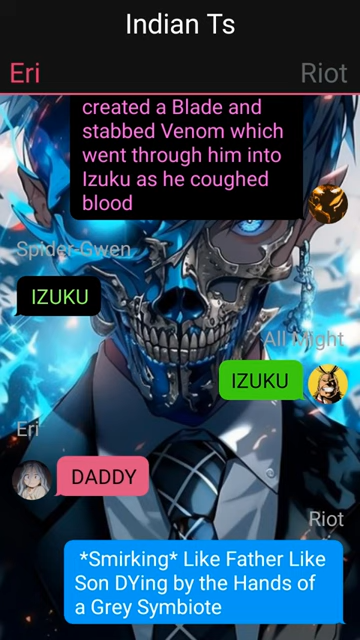 Indian Ts
Eri
Riot
created a Blade and
stabbed Venom which
went through him into
Izuku as he coughed
blood
Spider-Gwen
IZUKU
All Might
IZUKU
Eri
DADDY
Riot
*Smirking* Like Father Like
Son DYing by the Hands of
a Grey Symbiote